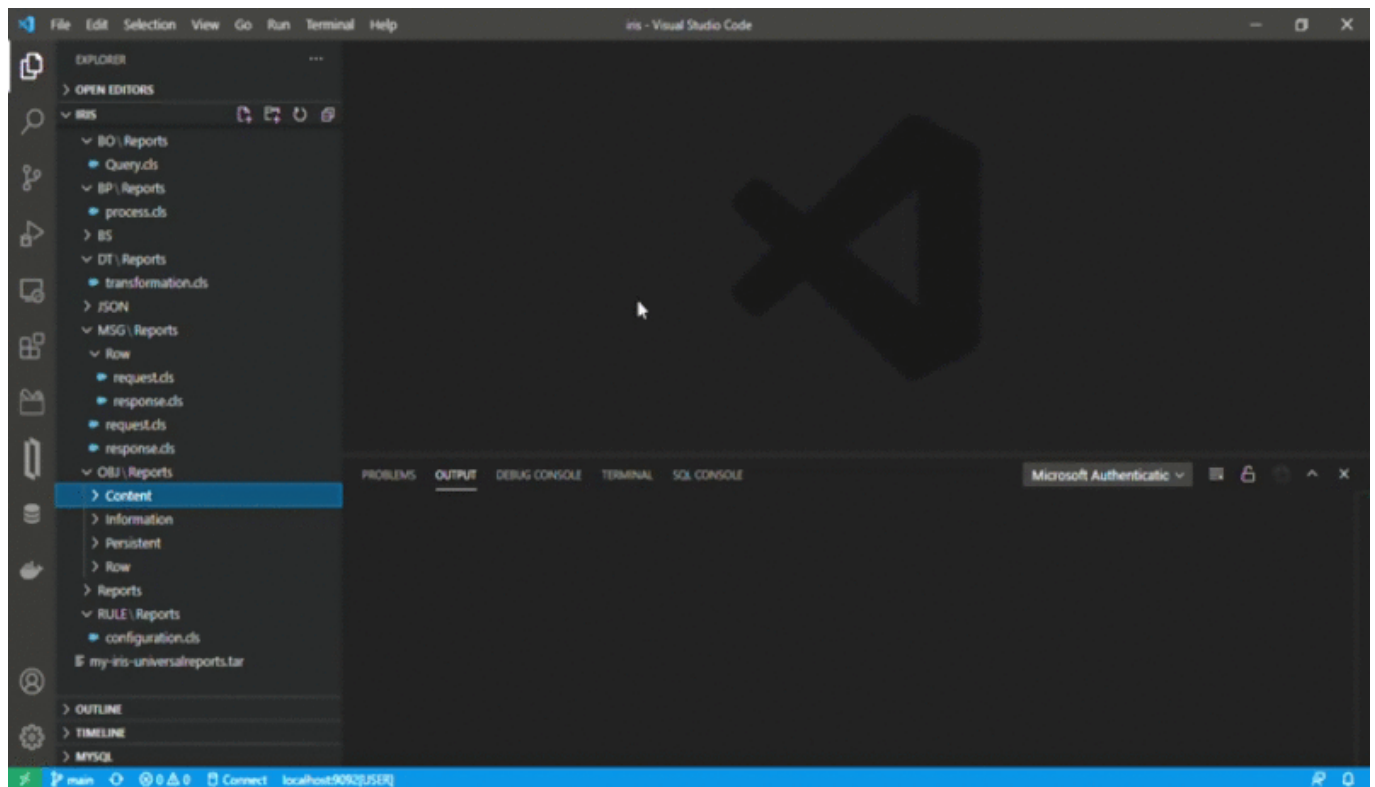 File Edit Selection View Go Run Terminal Help
iris - Visual Studio Code
EXPLORER
OPEN EDITORS
IRIS
BO\Reports
Query.cls
BP\Reports
process.cls
BS
DT\Reports
transformation.cls
JSON
MSG\Reports
Row
request.cls
response.cls
request.cls
response.cls
OBJ\Reports
Content
Information
Persistent
Row
Reports
RULE\Reports
configuration.cls
my-iris-universalreports.tar
OUTLINE
TIMELINE
MYSQL
PROBLEMS OUTPUT DEBUG CONSOLE TERMINAL SQL CONSOLE
Microsoft Authenticatic
main 0 0 Connect localhost:9092[USER]